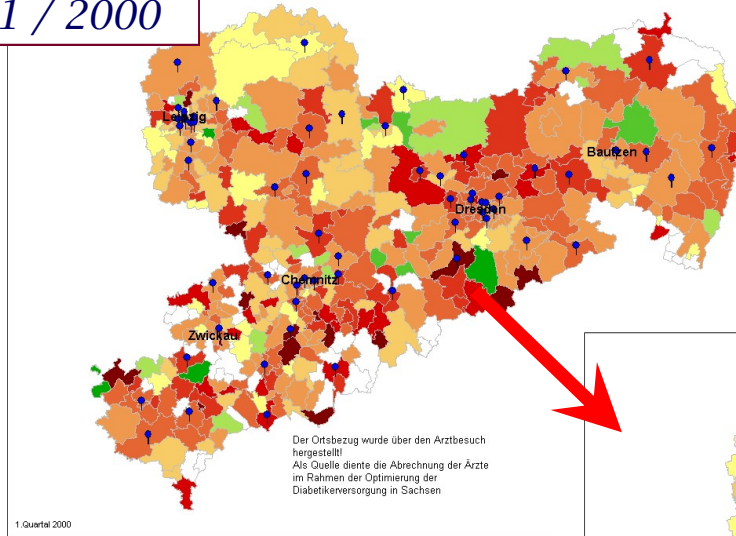 1 / 2000
Leipzig
Bautzen
Dresden
Chemnitz
Zwickau
Der Ortsbezug wurde über den Arztbesuch
hergestellt!
Als Quelle diente die Abrechnung der Ärzte
im Rahmen der Optimierung der
Diabetikerversorgung in Sachsen
1.Quartal 2000